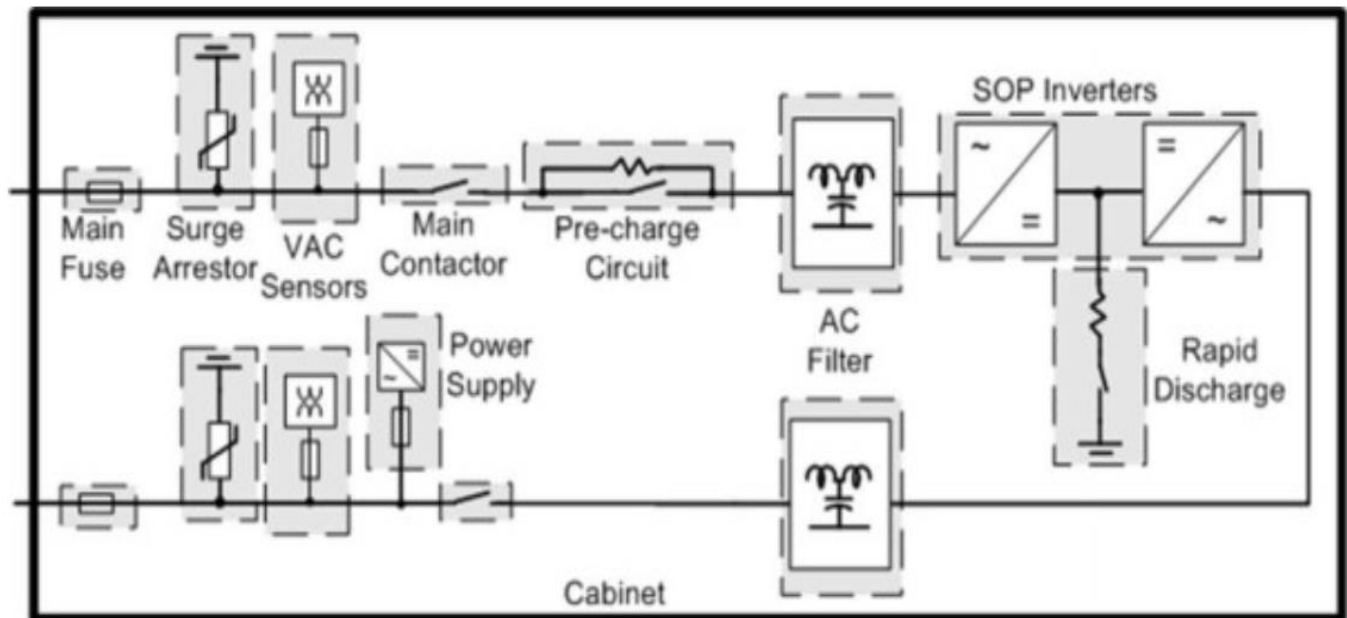 SOP Inverters
Main
Fuse
Surge
Arrestor
VAC
Sensors
Main
Contactor
Pre-charge
Circuit
AC
Filter
Power
Supply
Rapid
Discharge
Cabinet